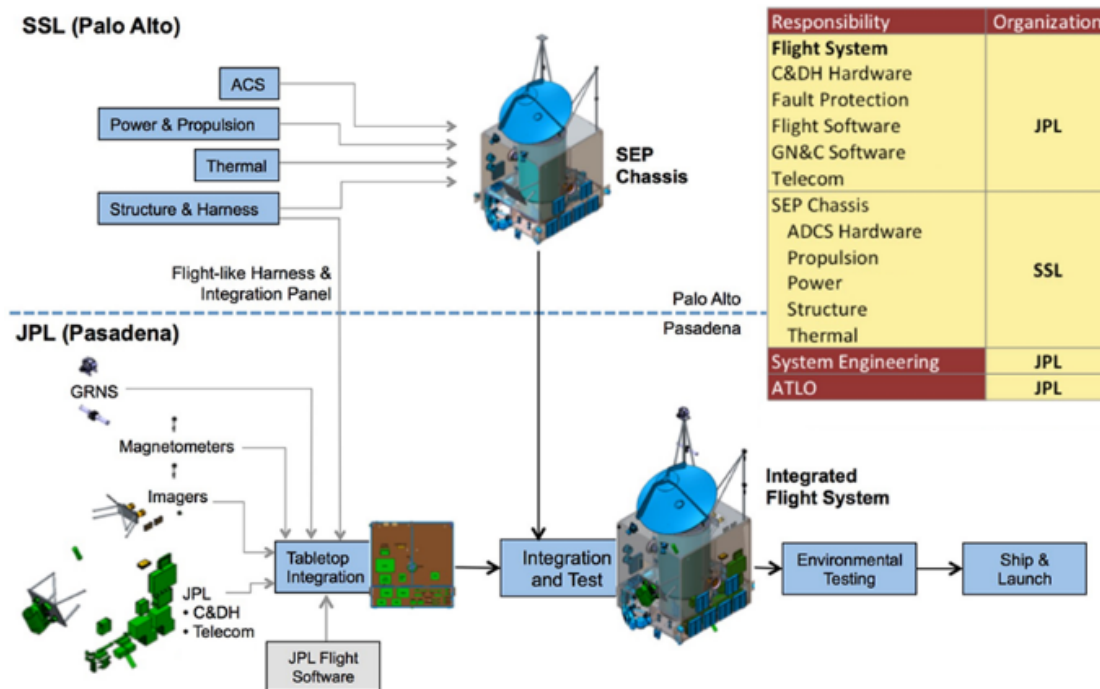 SSL (Palo Alto)
ACS
Power & Propulsion
Thermal
Structure & Harness
SEP
Chassis
Flight-like Harness &
Integration Panel
Palo Alto
Pasadena
Responsibility Organization
Flight System
C&DH Hardware
Fault Protection
Flight Software
GN&C Software
Telecom
JPL
SEP Chassis
ADCS Hardware
Propulsion
Power
Structure
Thermal
SSL
System Engineering JPL
ATLO JPL
JPL (Pasadena)
GRNS
Magnetometers
Imagers
JPL
• C&DH
• Telecom
Tabletop
Integration
JPL Flight
Software
Integration
and Test
Integrated
Flight System
Environmental
Testing
Ship &
Launch